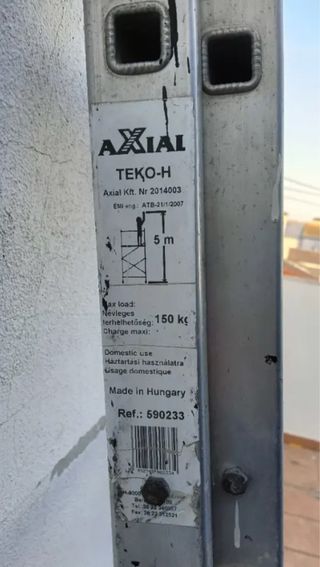 AXIAL
TEKO-H
Axial Kft. Nr 2014003
ÉMI eng.: ATB-21/1/2007
5 m
Max load:
Névleges
terhelhetőség: 150 kg
Charge maxi:
Domestic use
Háztartási használatra
Usage domestique
Made in Hungary
Ref.: 590233